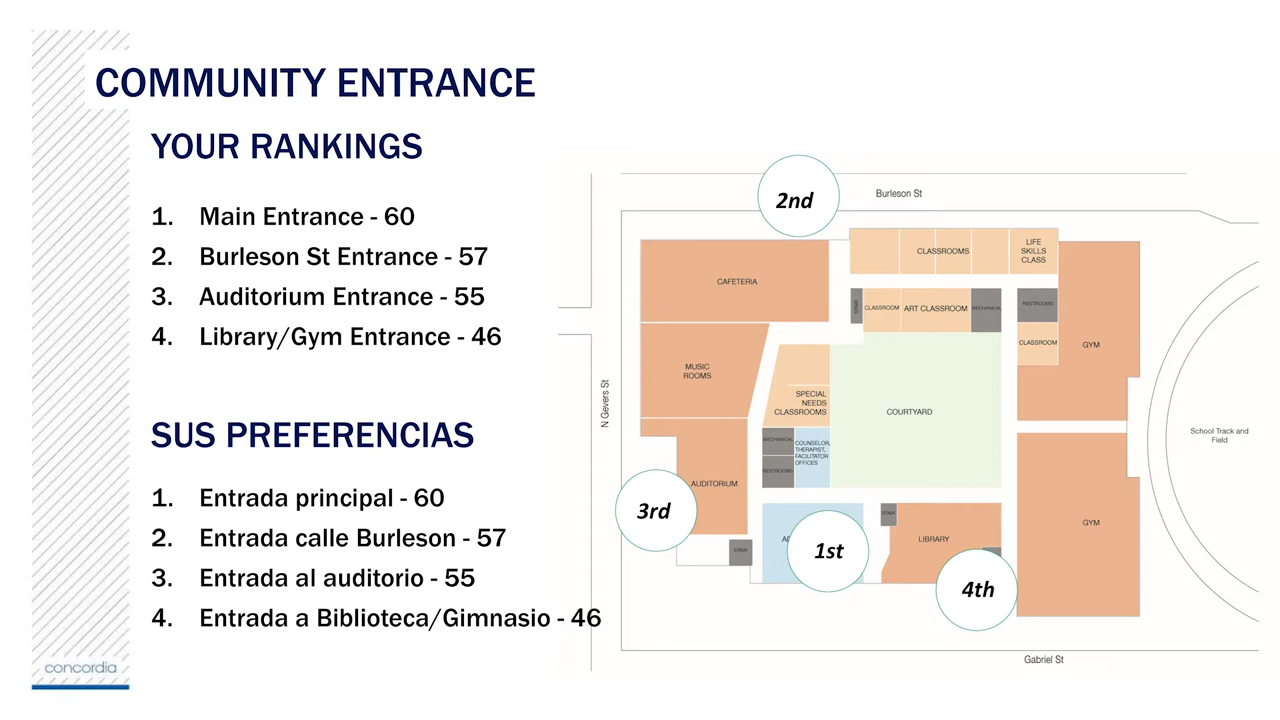 COMMUNITY ENTRANCE
YOUR RANKINGS
1. Main Entrance - 60
2. Burleson St Entrance - 57
3. Auditorium Entrance - 55
4. Library/Gym Entrance - 46
SUS PREFERENCIAS
1. Entrada principal - 60
2. Entrada calle Burleson - 57
3. Entrada al auditorio - 55
4. Entrada a Biblioteca/Gimnasio - 46
concordia
2nd
Burleson St
CLASSROOMS
LIFE
SKILLS
CLASS
CAFETERIA
STAIR
CLASSROOM
ART CLASSROOM
MECHANICAL
RESTROOMS
CLASSROOM
GYM
MUSIC
ROOMS
SPECIAL
NEEDS
CLASSROOMS
COURTYARD
N Gevers St
School Track and
Field
MECHANICAL
COUNSELOR,
THERAPIST,
FACILITATOR
OFFICES
RESTROOMS
AUDITORIUM
3rd
STAIR
GYM
LIBRARY
1st
STAIR
4th
Gabriel St